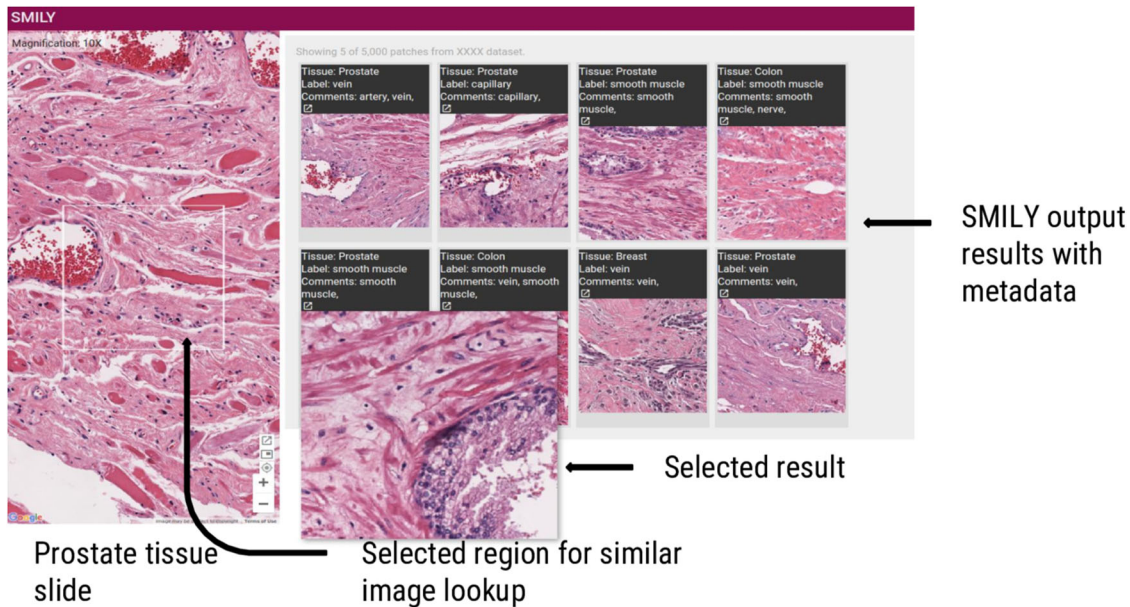 SMILY
Magnification: 10X
Showing 5 of 5,000 patches from XXXX dataset.
Tissue: Prostate
Label: vein
Comments: artery, vein,
Tissue: Prostate
Label: capillary
Comments: capillary,
Tissue: Prostate
Label: smooth muscle
Comments: smooth
muscle,
Tissue: Colon
Label: smooth muscle
Comments: smooth
muscle, nerve,
Tissue: Prostate
Label: smooth muscle
Comments: smooth
muscle,
Tissue: Colon
Label: smooth muscle
Comments: vein, smooth
muscle,
Tissue: Breast
Label: vein
Comments: vein,
Tissue: Prostate
Label: vein
Comments: vein,
SMILY output
results with
metadata
Selected result
Google
Terms of Use
Prostate tissue
slide
Selected region for similar
image lookup